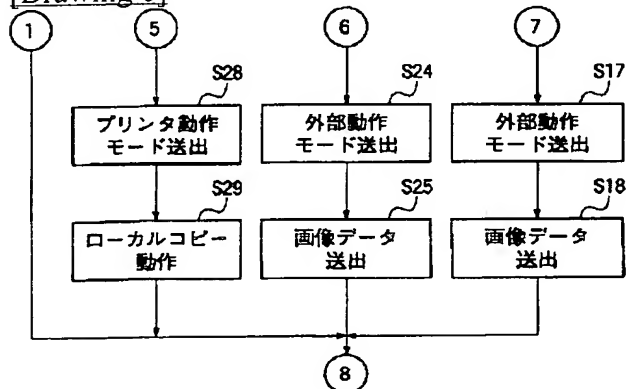 [Drawing 6]
1 5 6 7
S28 S24 S17
プリンタ動作 外部動作 外部動作
モード送出 モード送出 モード送出
S29 S25 S18
ローカルコピー 画像データ 画像データ
動作 送出 送出
8